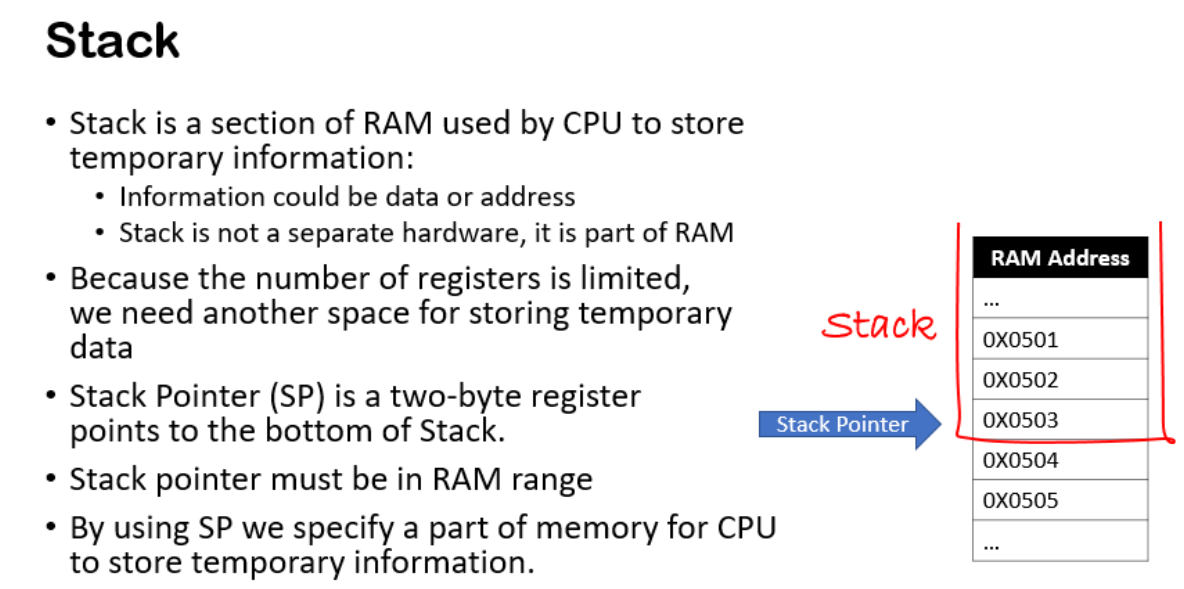 Stack
• Stack is a section of RAM used by CPU to store
temporary information:
• Information could be data or address
• Stack is not a separate hardware, it is part of RAM
• Because the number of registers is limited,
we need another space for storing temporary
data
• Stack Pointer (SP) is a two-byte register
points to the bottom of Stack.
• Stack pointer must be in RAM range
• By using SP we specify a part of memory for CPU
to store temporary information.
Stack
Stack Pointer
RAM Address
...
0X0501
0X0502
0X0503
0X0504
0X0505
...